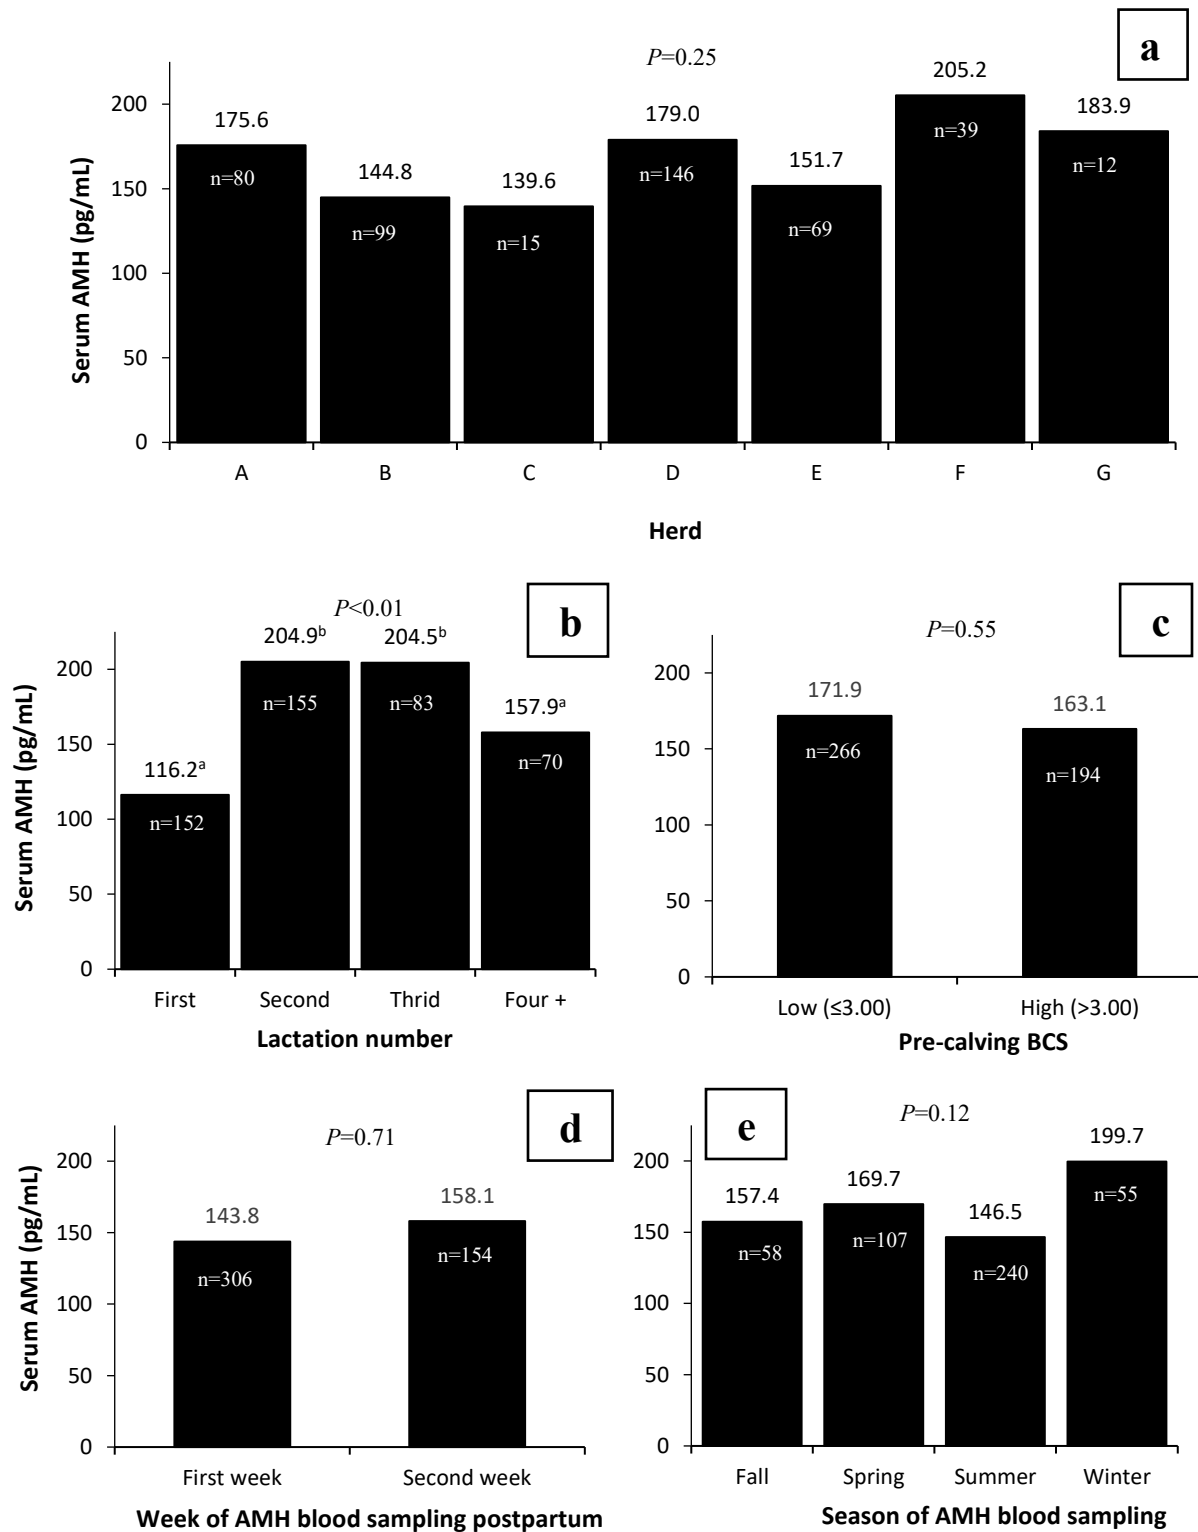 a
P=0.25
Serum AMH (pg/mL)
200
150
100
50
0
175.6
144.8
139.6
179.0
151.7
205.2
183.9
n=80
n=99
n=15
n=146
n=69
n=39
n=12
A B C D E F G
Herd
b
P<0.01
Serum AMH (pg/mL)
200
150
100
50
0
116.2ᵃ
204.9ᵇ
204.5ᵇ
157.9ᵃ
n=152
n=155
n=83
n=70
First Second Thrid Four +
Lactation number
c
P=0.55
200
150
100
50
0
171.9
163.1
n=266
n=194
Low (≤3.00) High (>3.00)
Pre-calving BCS
d
P=0.71
Serum AMH (pg/mL)
200
150
100
50
0
143.8
158.1
n=306
n=154
First week Second week
Week of AMH blood sampling postpartum
e
P=0.12
200
150
100
50
0
157.4
169.7
146.5
199.7
n=58
n=107
n=240
n=55
Fall Spring Summer Winter
Season of AMH blood sampling